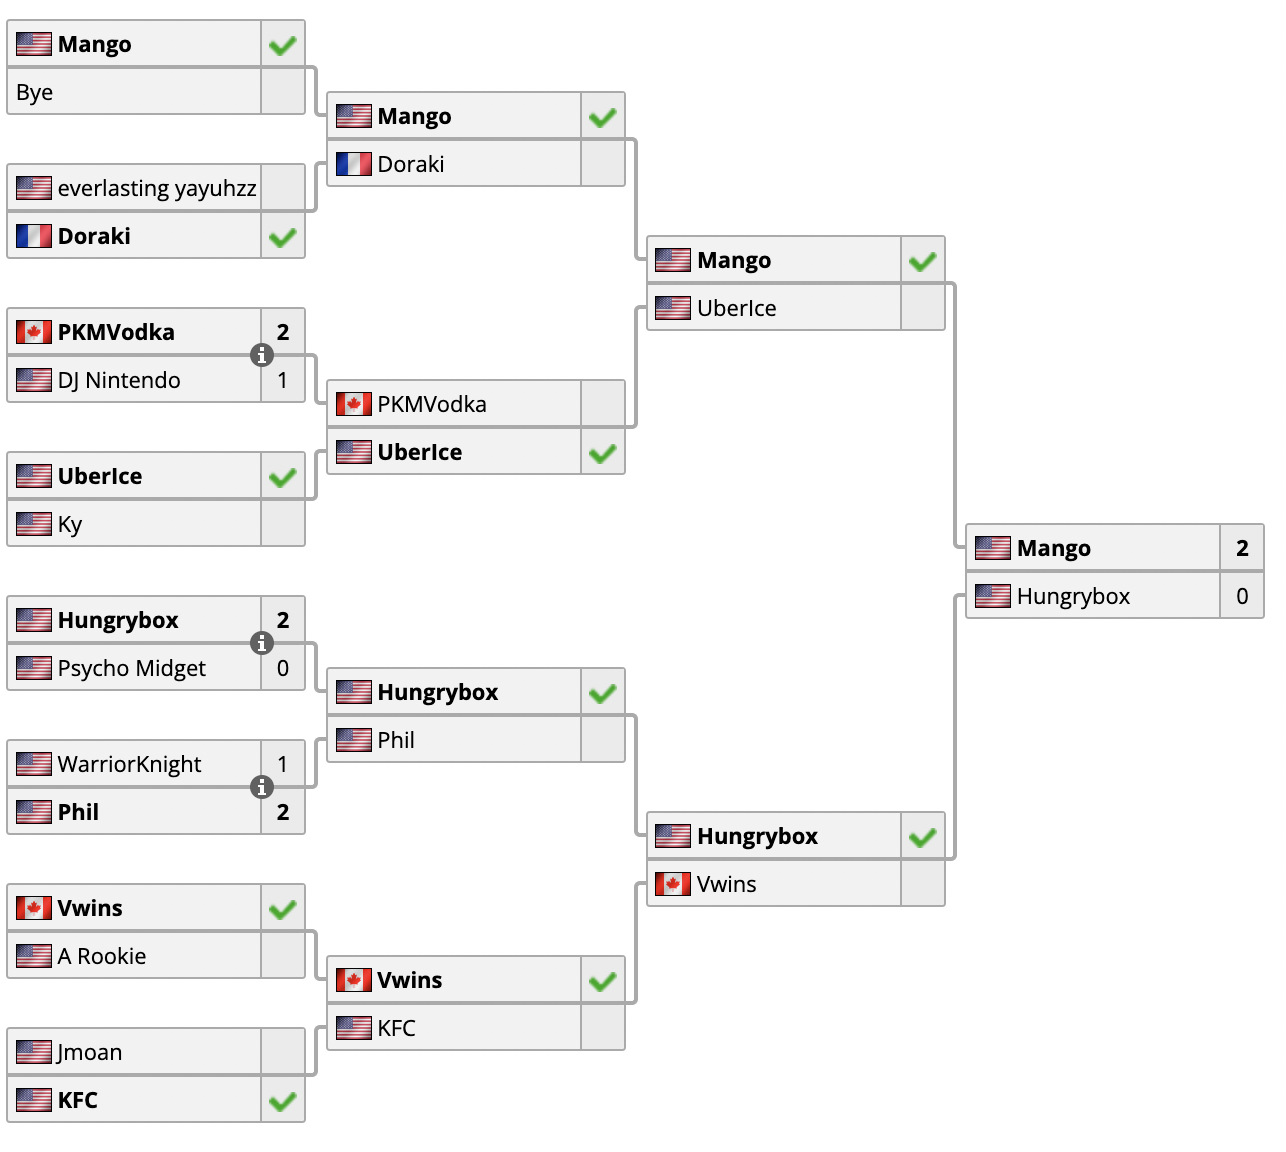 Mango
Bye
everlasting yayuhzz
Doraki
PKMVodka 2
DJ Nintendo 1
UberIce
Ky
Hungrybox 2
Psycho Midget 0
WarriorKnight 1
Phil 2
Vwins
A Rookie
Jmoan
KFC
Mango
Doraki
PKMVodka
UberIce
Hungrybox
Phil
Vwins
KFC
Mango
UberIce
Hungrybox
Vwins
Mango 2
Hungrybox 0